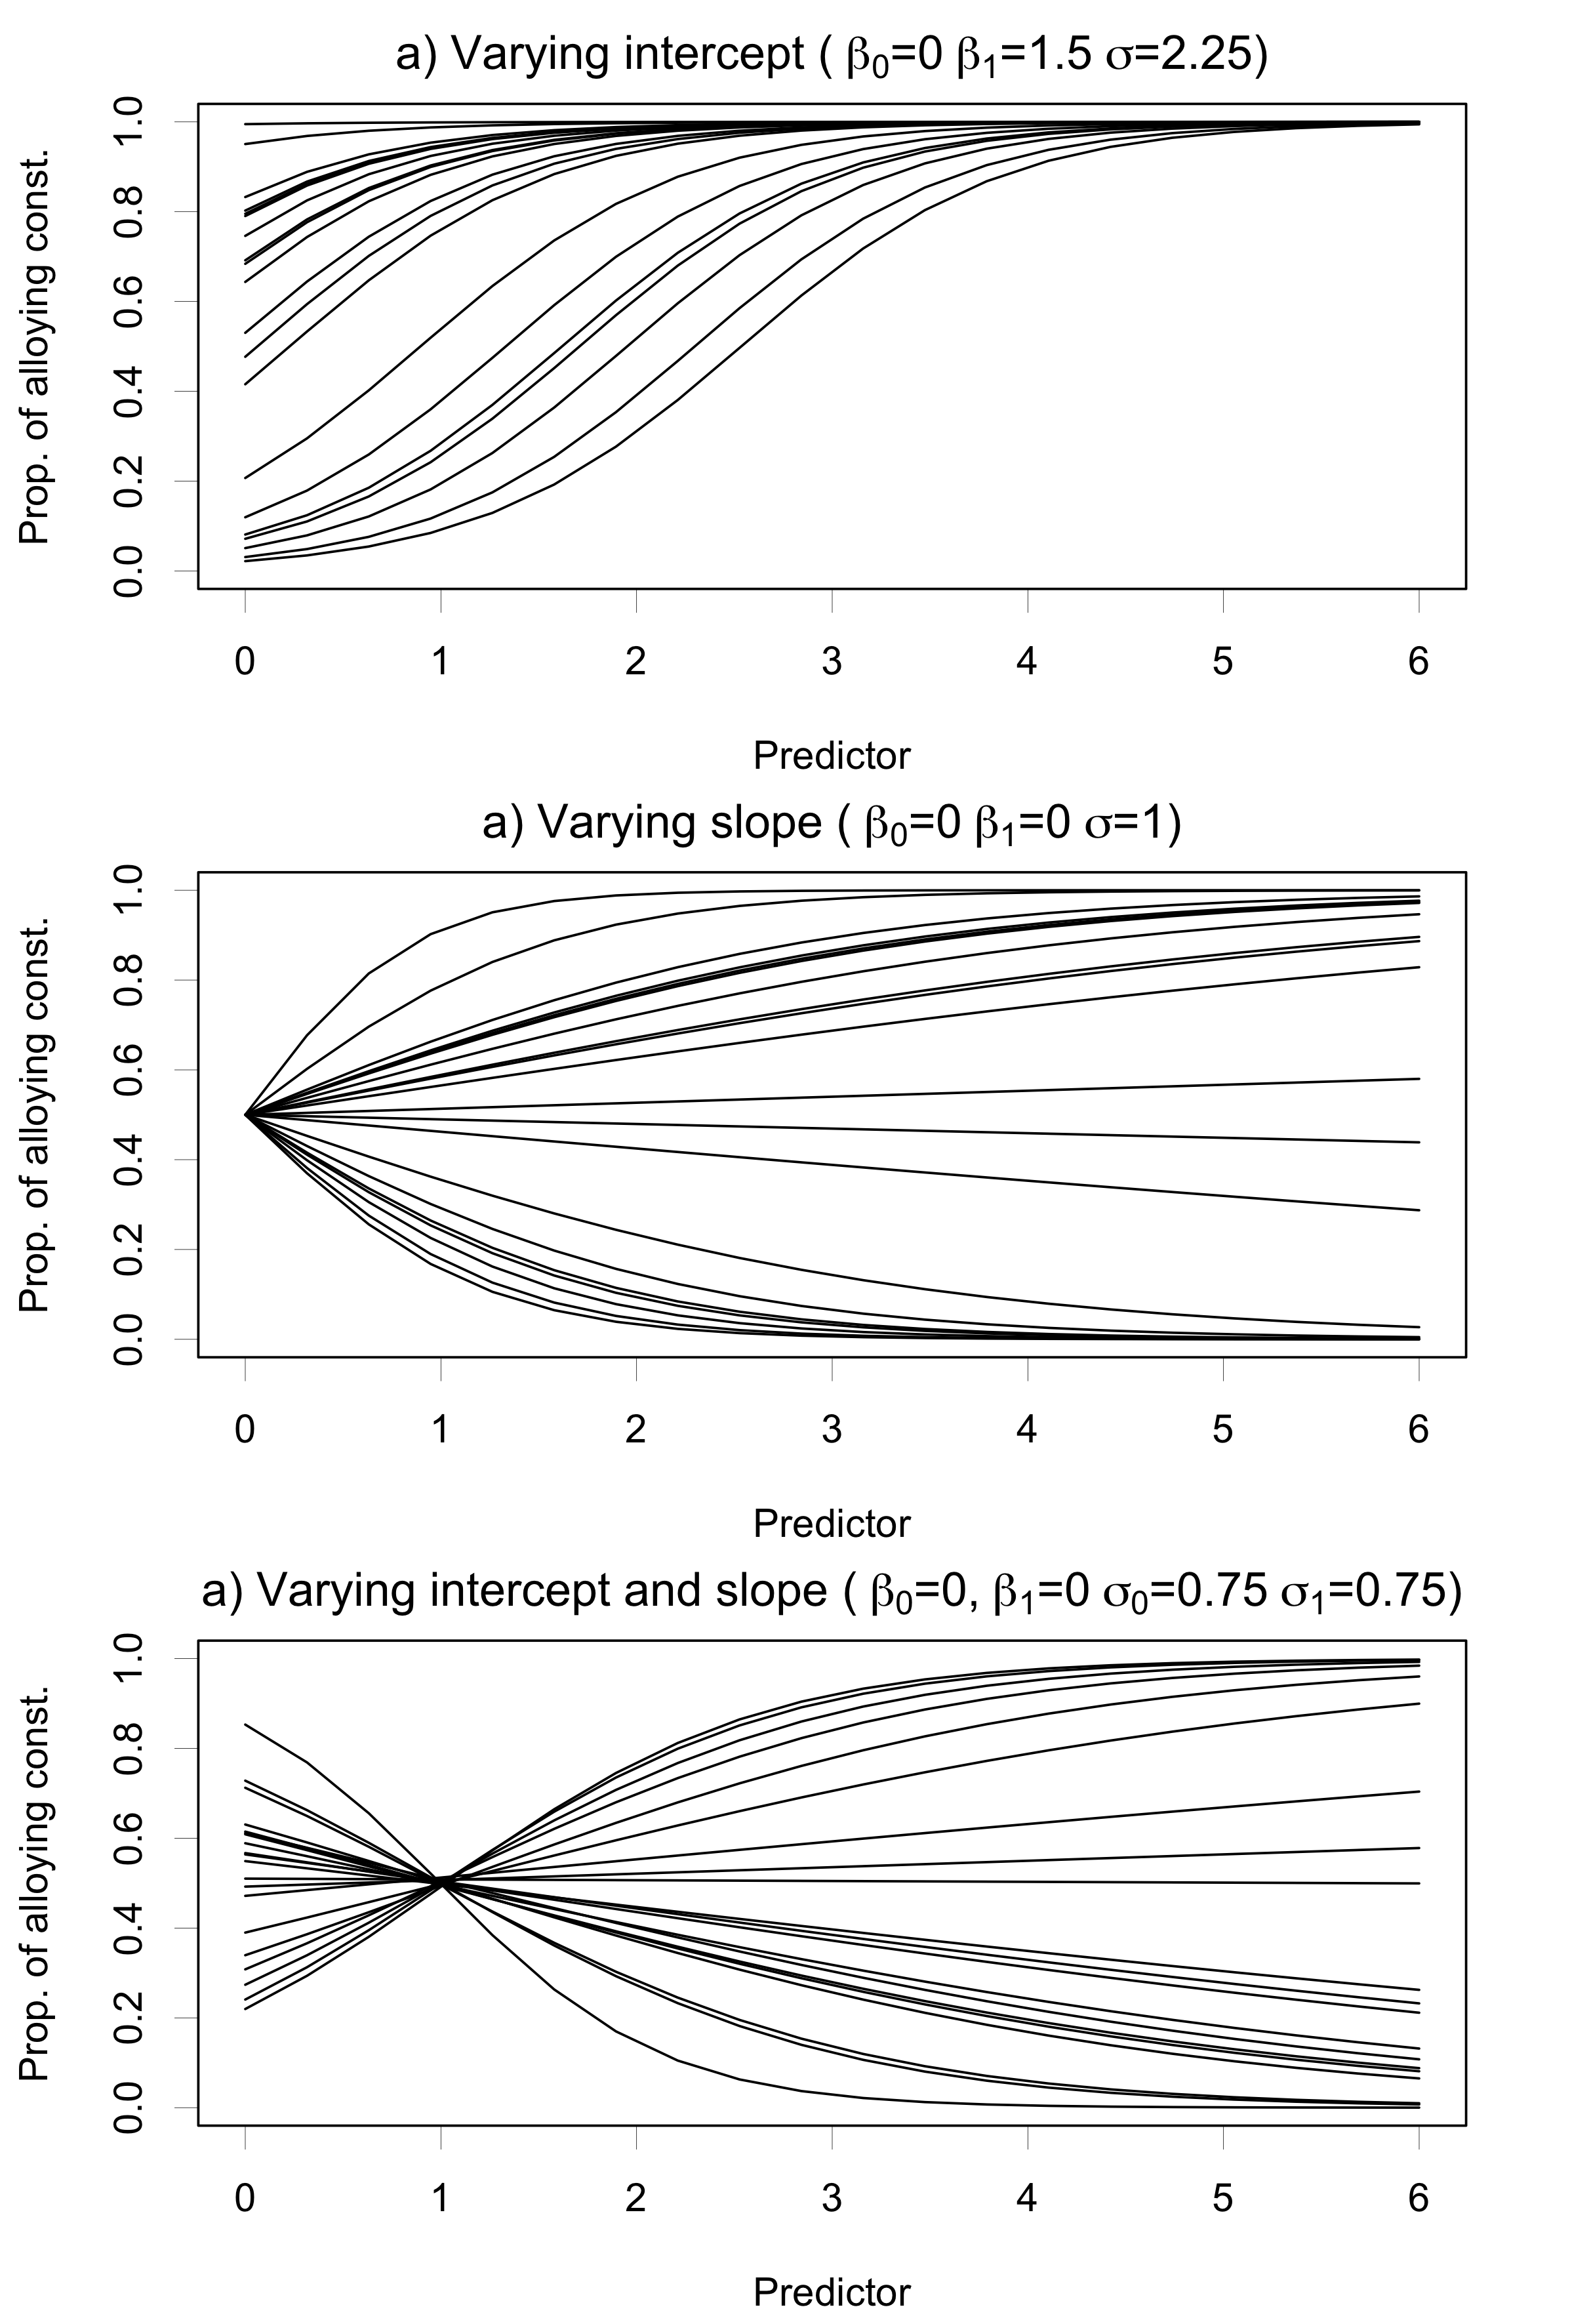 a) Varying intercept ( β0=0 β1=1.5 σ=2.25)
Prop. of alloying const.
1.0
0.8
0.6
0.4
0.2
0.0
0 1 2 3 4 5 6
Predictor
a) Varying slope ( β0=0 β1=0 σ=1)
Prop. of alloying const.
1.0
0.8
0.6
0.4
0.2
0.0
0 1 2 3 4 5 6
Predictor
a) Varying intercept and slope ( β0=0, β1=0 σ0=0.75 σ1=0.75)
Prop. of alloying const.
1.0
0.8
0.6
0.4
0.2
0.0
0 1 2 3 4 5 6
Predictor